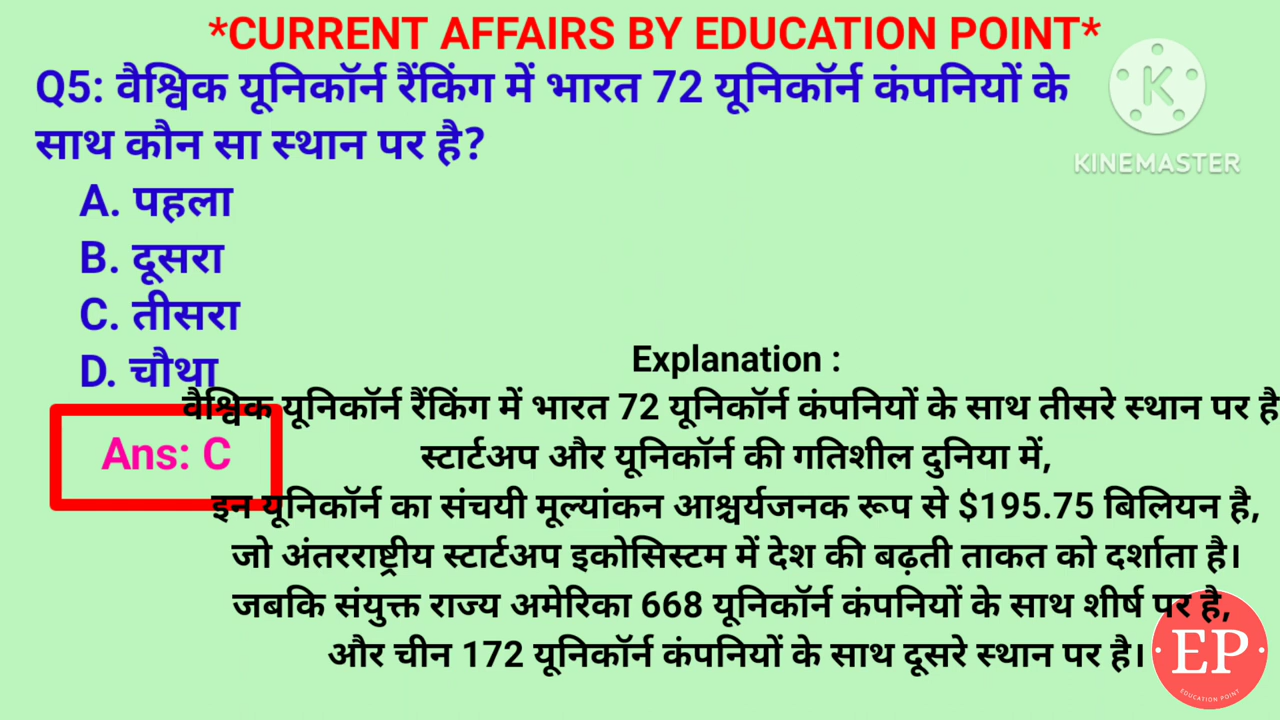 *CURRENT AFFAIRS BY EDUCATION POINT*
Q5: वैश्विक यूनिकॉर्न रैंकिंग में भारत 72 यूनिकॉर्न कंपनियों के
साथ कौन सा स्थान पर है?
K
KINEMASTER
A. पहला
B. दूसरा
C. तीसरा
D. चौथा
Ans: C
Explanation :
वैश्विक यूनिकॉर्न रैंकिंग में भारत 72 यूनिकॉर्न कंपनियों के साथ तीसरे स्थान पर है
स्टार्टअप और यूनिकॉर्न की गतिशील दुनिया में,
इन यूनिकॉर्न का संचयी मूल्यांकन आश्चर्यजनक रूप से $195.75 बिलियन है,
जो अंतरराष्ट्रीय स्टार्टअप इकोसिस्टम में देश की बढ़ती ताकत को दर्शाता है।
जबकि संयुक्त राज्य अमेरिका 668 यूनिकॉर्न कंपनियों के साथ शीर्ष पर है,
और चीन 172 यूनिकॉर्न कंपनियों के साथ दूसरे स्थान पर है।
EP
EDUCATION POINT